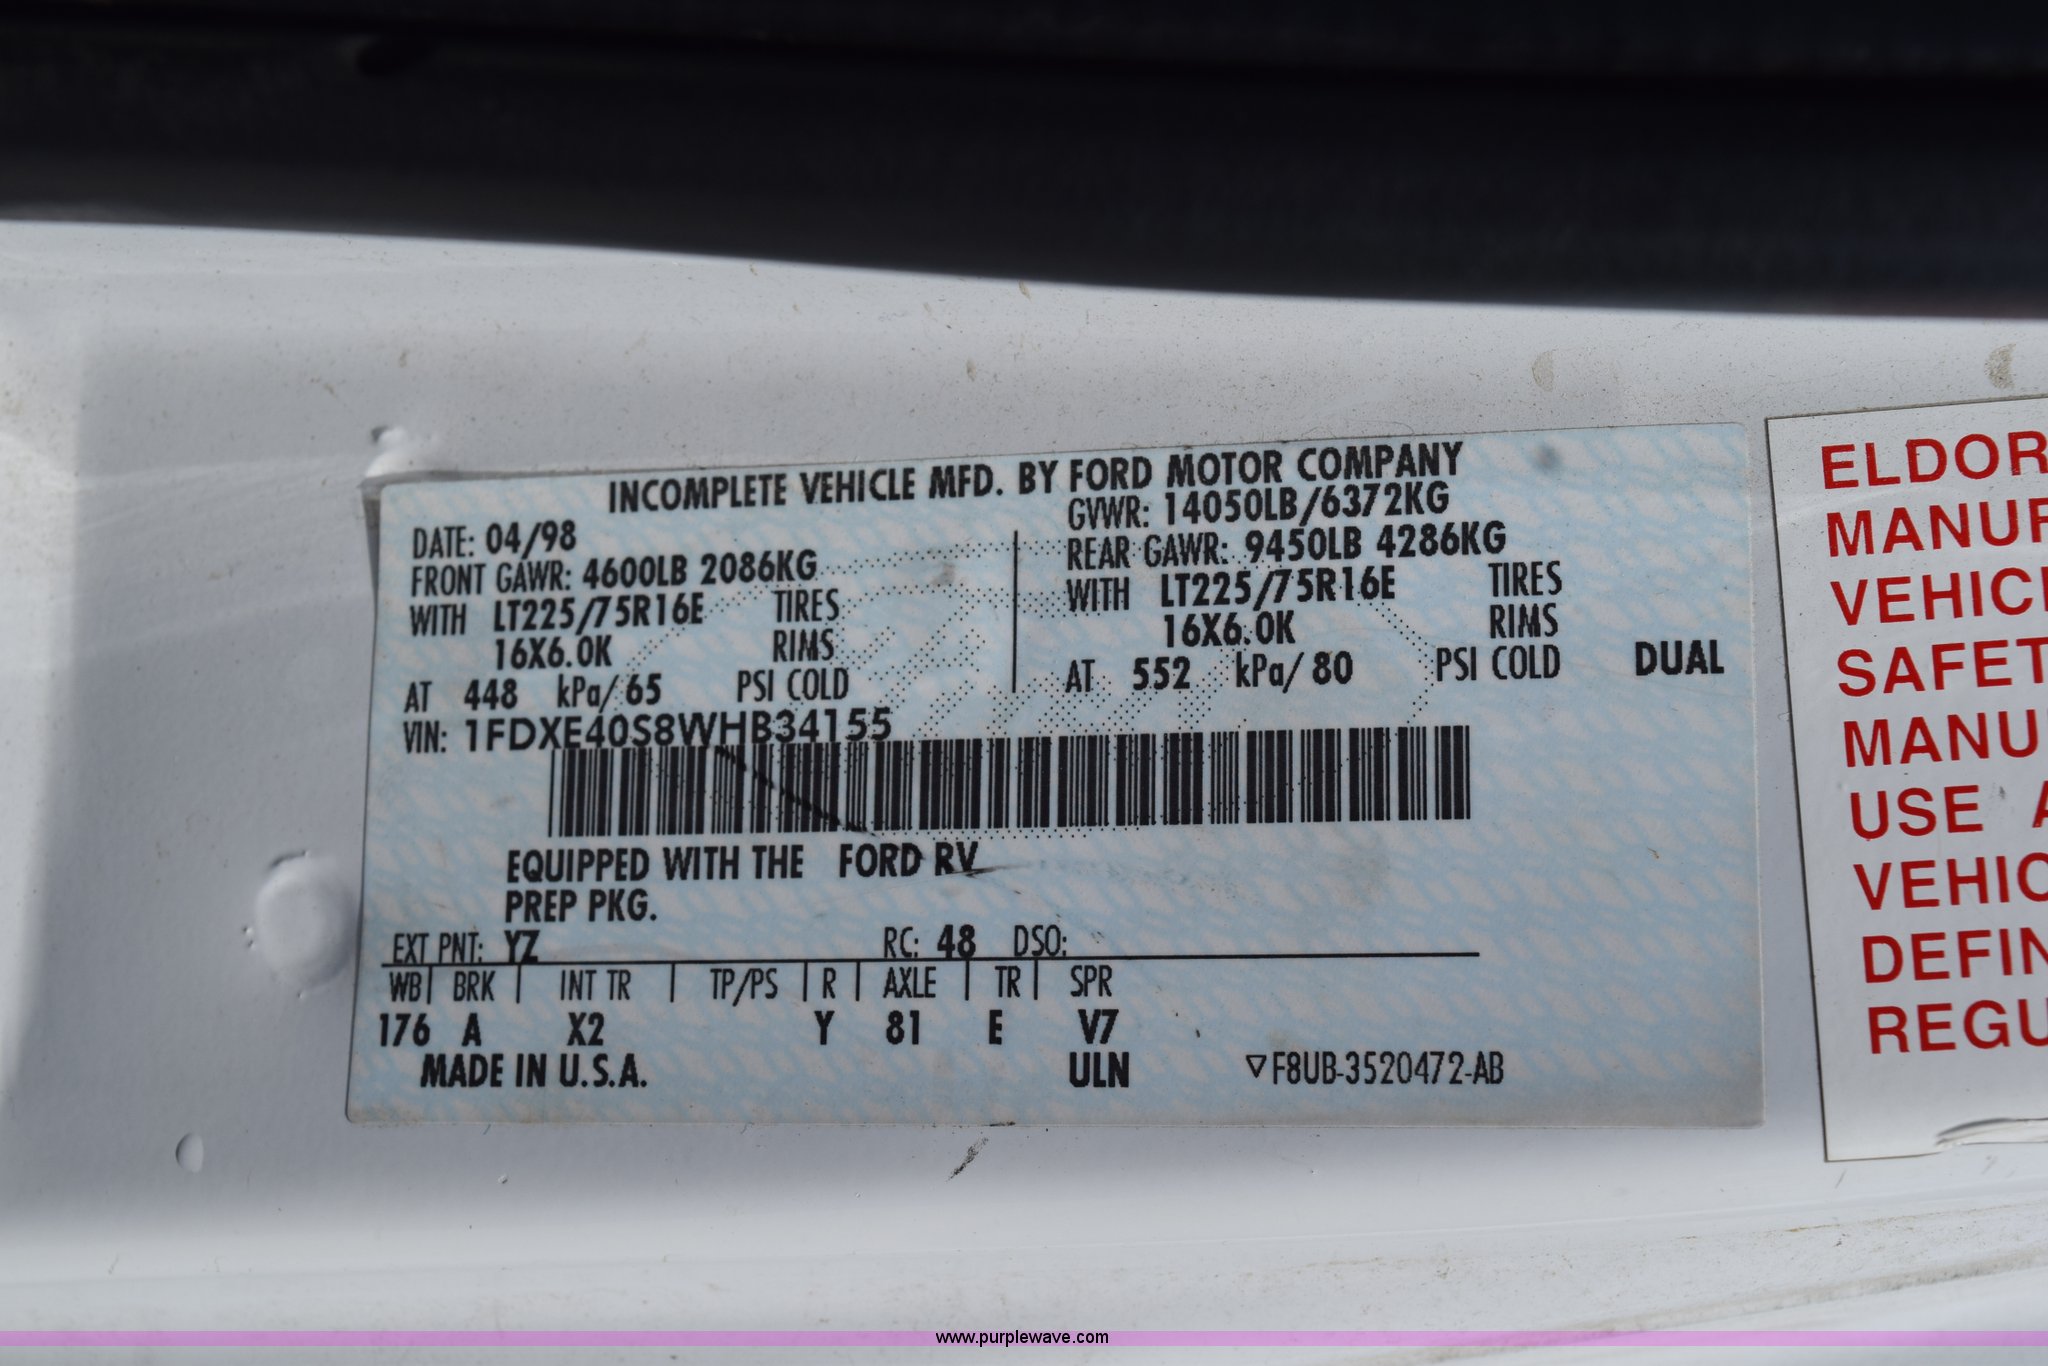 INCOMPLETE VEHICLE MFD. BY FORD MOTOR COMPANY
DATE: 04/98
GVWR: 14050LB/6372KG
FRONT GAWR: 4600LB 2086KG
REAR GAWR: 9450LB 4286KG
WITH LT225/75R16E TIRES
WITH LT225/75R16E TIRES
16X6.0K RIMS
16X6.0K RIMS
AT 448 kPa/65 PSI COLD
AT 552 kPa/80 PSI COLD DUAL
VIN: 1FDXE40S8WHB34155
EQUIPPED WITH THE FORD RV
PREP PKG.
EXT PNT: YZ RC: 48 DSO:
WB BRK INT TR TP/PS R AXLE TR SPR
176 A X2 Y 81 E V7
MADE IN U.S.A. ULN ▽F8UB-3520472-AB
ELDOR
MANUF
VEHICL
SAFET
MANU
USE A
VEHIC
DEFIN
REGU
www.purplewave.com